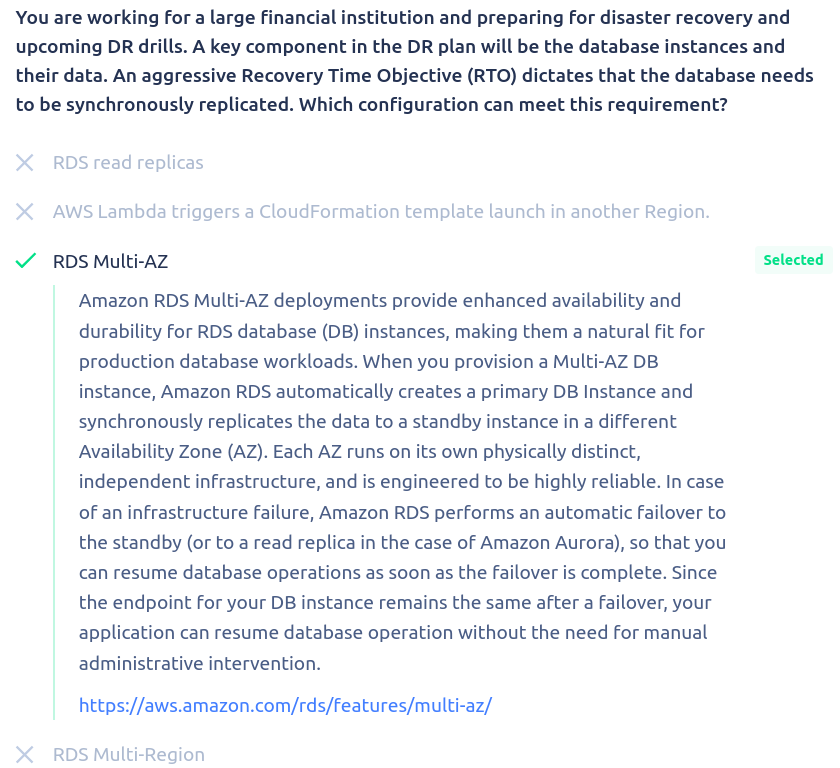 You are working for a large financial institution and preparing for disaster recovery and
upcoming DR drills. A key component in the DR plan will be the database instances and
their data. An aggressive Recovery Time Objective (RTO) dictates that the database needs
to be synchronously replicated. Which configuration can meet this requirement?
RDS read replicas
AWS Lambda triggers a CloudFormation template launch in another Region.
RDS Multi-AZ
Selected
Amazon RDS Multi-AZ deployments provide enhanced availability and
durability for RDS database (DB) instances, making them a natural fit for
production database workloads. When you provision a Multi-AZ DB
instance, Amazon RDS automatically creates a primary DB Instance and
synchronously replicates the data to a standby instance in a different
Availability Zone (AZ). Each AZ runs on its own physically distinct,
independent infrastructure, and is engineered to be highly reliable. In case
of an infrastructure failure, Amazon RDS performs an automatic failover to
the standby (or to a read replica in the case of Amazon Aurora), so that you
can resume database operations as soon as the failover is complete. Since
the endpoint for your DB instance remains the same after a failover, your
application can resume database operation without the need for manual
administrative intervention.
https://aws.amazon.com/rds/features/multi-az/
RDS Multi-Region